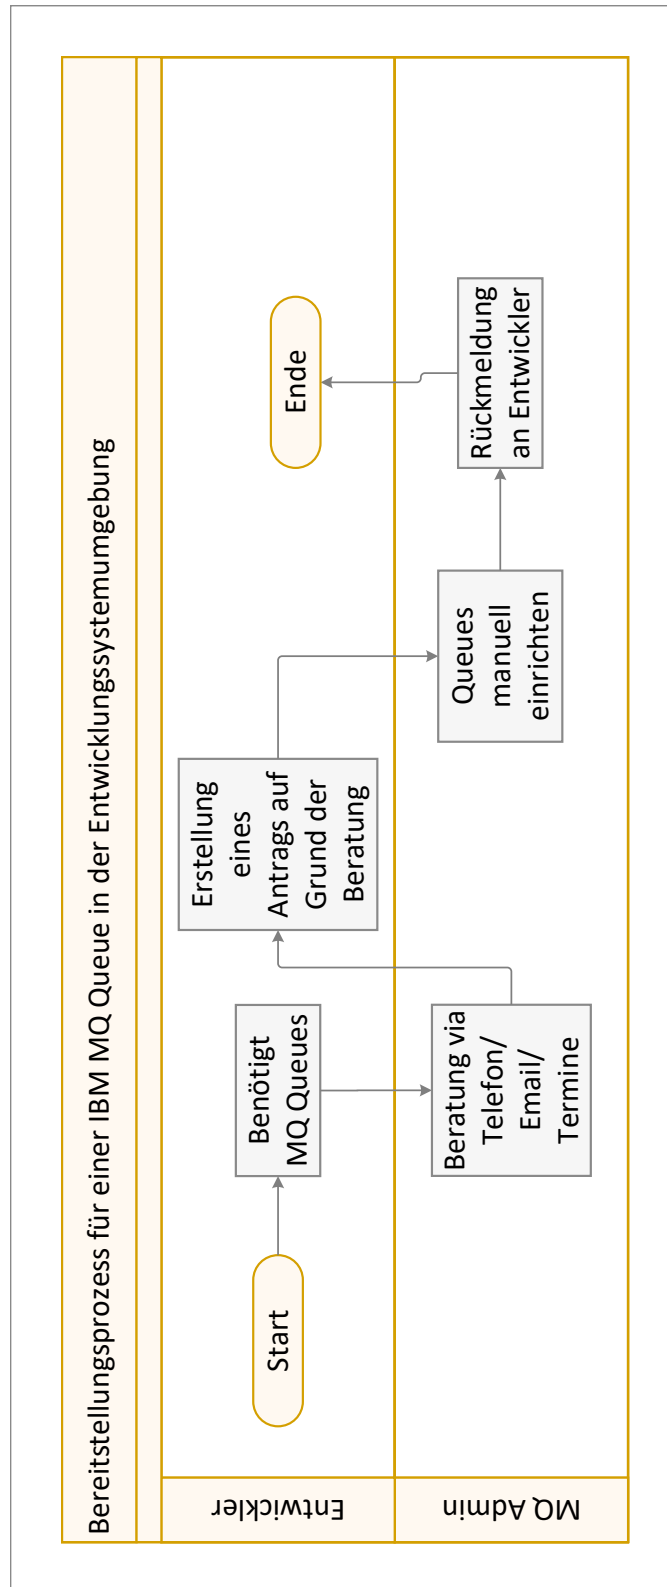 Bereitstellungsprozess für einer IBM MQ Queue in der Entwicklungssystemumgebung
Entwickler
Start
Benötigt
MQ Queues
Erstellung
eines
Antrags auf
Grund der
Beratung
Ende
MQ Admin
Beratung via
Telefon/
Email/
Termine
Queues
manuell
einrichten
Rückmeldung
an Entwickler